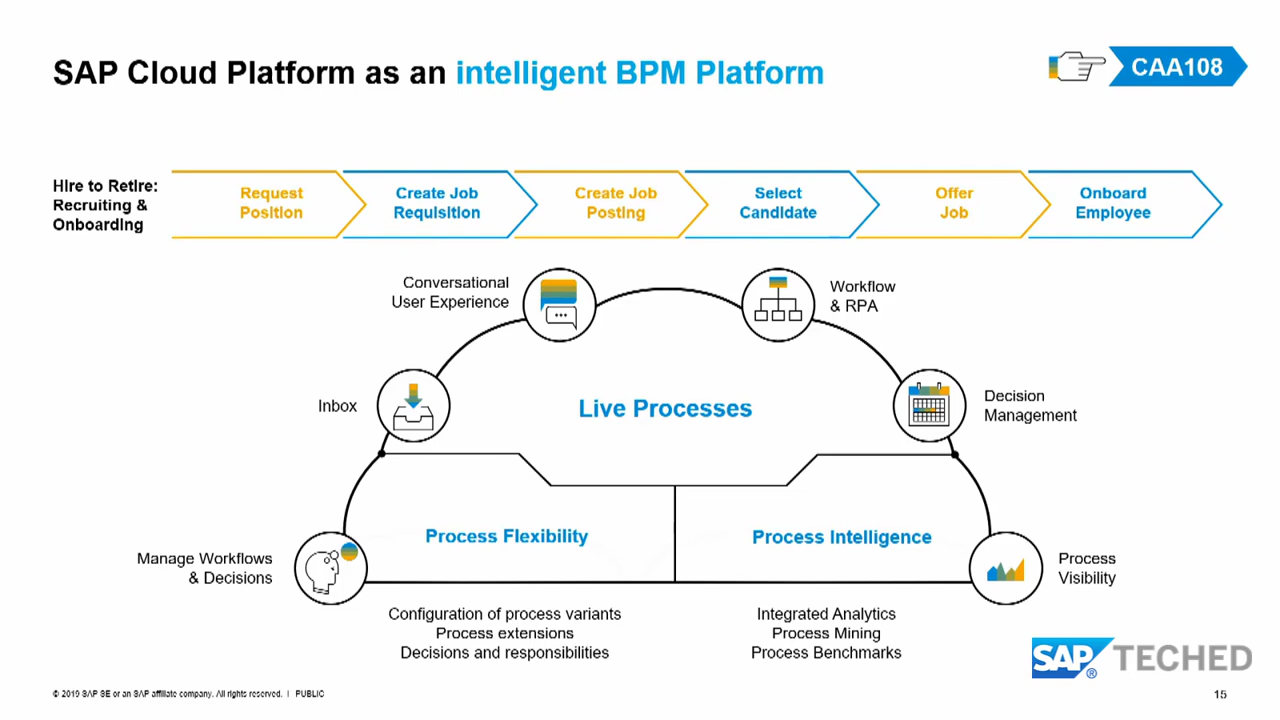 SAP Cloud Platform as an intelligent BPM Platform
CAA108
Hire to Retire:
Recruiting &
Onboarding
Request
Position
Create Job
Requisition
Create Job
Posting
Select
Candidate
Offer
Job
Onboard
Employee
Conversational
User Experience
Workflow
& RPA
Inbox
Live Processes
Decision
Management
Process Flexibility
Process Intelligence
Manage Workflows
& Decisions
Process
Visibility
Configuration of process variants
Process extensions
Decisions and responsibilities
Integrated Analytics
Process Mining
Process Benchmarks
SAP® TECHED
© 2019 SAP SE or an SAP affiliate company. All rights reserved. I PUBLIC
15